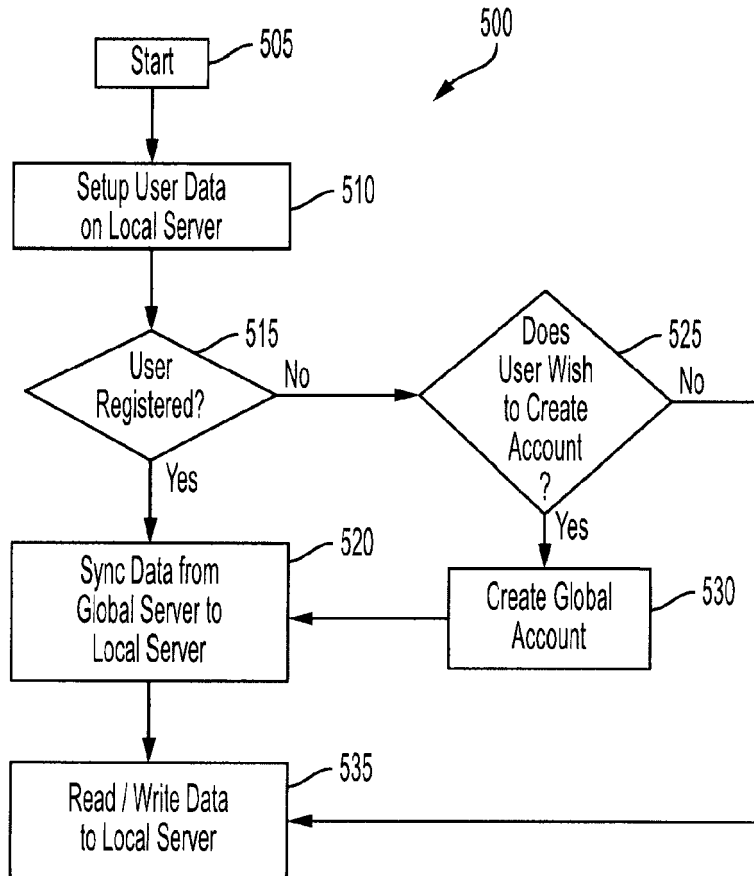 500
Start
505
Setup User Data
on Local Server
510
User
Registered?
515
No
Yes
Does
User Wish
to Create
Account
?
525
No
Yes
Sync Data from
Global Server to
Local Server
520
Create Global
Account
530
Read / Write Data
to Local Server
535